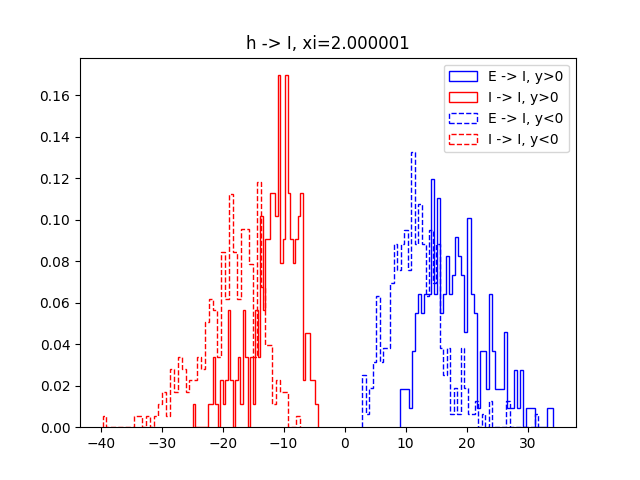 h -> I, xi=2.000001
E -> I, y>0
I -> I, y>0
E -> I, y<0
I -> I, y<0
0.16
0.14
0.12
0.10
0.08
0.06
0.04
0.02
0.00
−40 −30 −20 −10 0 10 20 30